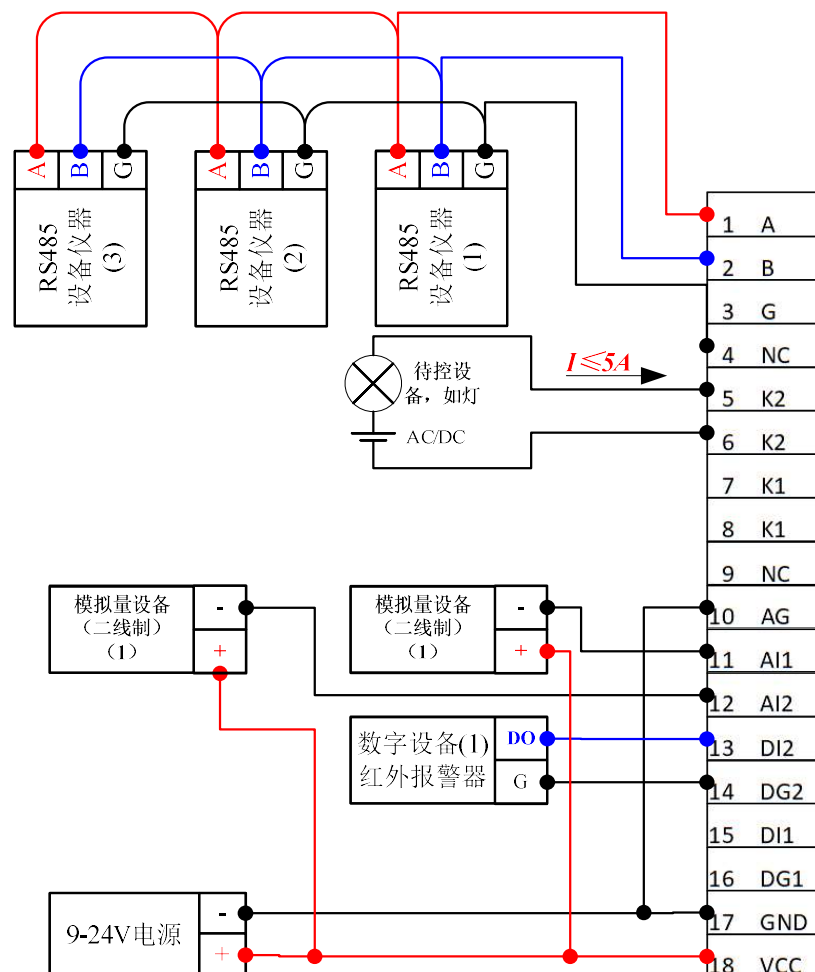 A B G
RS485
设备仪器
(3)
A B G
RS485
设备仪器
(2)
A B G
RS485
设备仪器
(1)
待控设
备，如灯
AC/DC
I≤5A
模拟量设备
（二线制）
（1）
-
+
模拟量设备
（二线制）
（1）
-
+
数字设备(1)
红外报警器
DO
G
9-24V电源
-
+
1 A
2 B
3 G
4 NC
5 K2
6 K2
7 K1
8 K1
9 NC
10 AG
11 AI1
12 AI2
13 DI2
14 DG2
15 DI1
16 DG1
17 GND
18 VCC